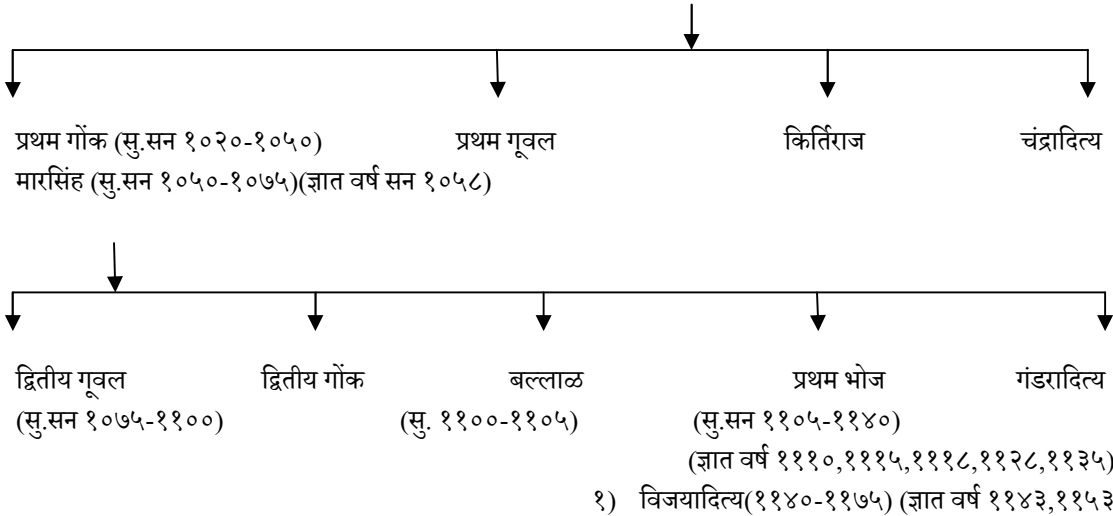 प्रथम गोंक (सु.सन १०२०-१०५०) प्रथम गूवल किर्तिराज चंद्रादित्य
मारसिंह (सु.सन १०५०-१०७५)(ज्ञात वर्ष सन १०५८)
द्वितीय गूवल द्वितीय गोंक बल्लाळ प्रथम भोज गंडरादित्य
(सु.सन १०७५-११००) (सु. ११००-११०५) (सु.सन ११०५-११४०)
(ज्ञात वर्ष १११०,१११५,१११८,११२८,११३५)
१) विजयादित्य(११४०-११७५) (ज्ञात वर्ष ११४३,११५३